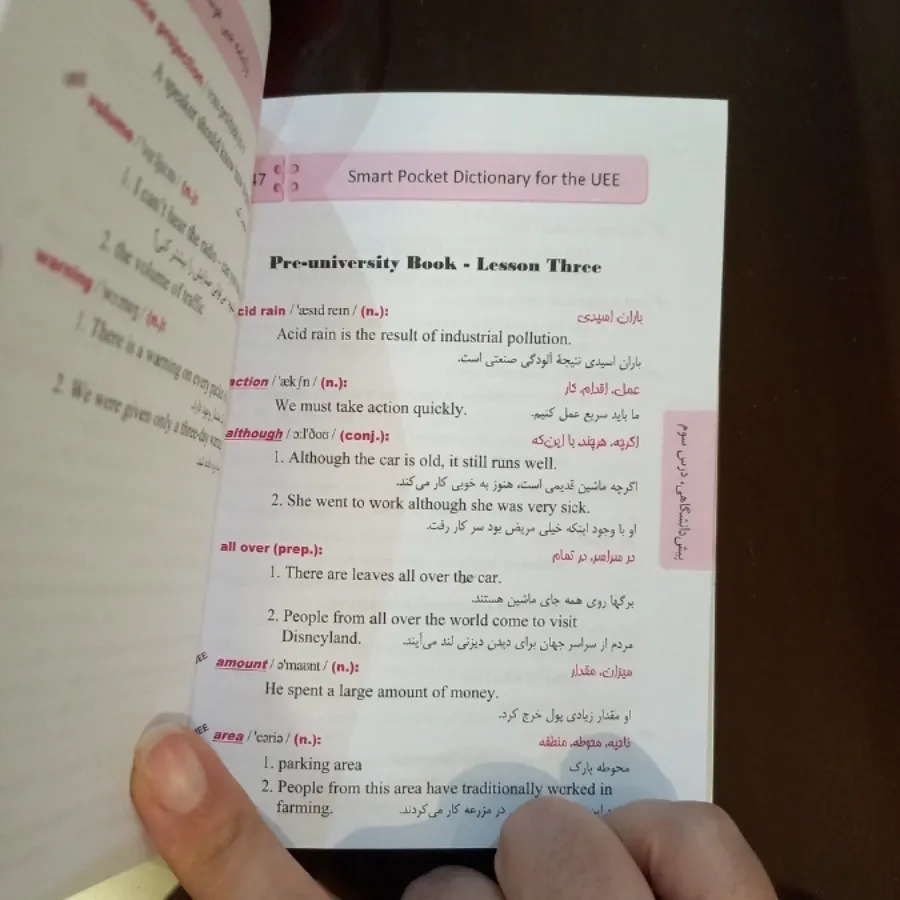 volume
(n.):
1. I can't hear the radio
2. the volume of traffic
warning (n.):
1. There is a warning on every
2. We were given only a three-day
47 Smart Pocket Dictionary for the UEE
Pre-university Book - Lesson Three
cid rain / 'æsɪd reɪn / (n.): باران اسیدی
Acid rain is the result of industrial pollution.
باران اسیدی نتیجهٔ آلودگی صنعتی است.
action / 'ækʃn / (n.): عمل، اقدام، کار
We must take action quickly. ما باید سریع عمل کنیم.
although / ɔːl'ðoʊ / (conj.): اگرچه، هرچند با این‌که
1. Although the car is old, it still runs well.
اگرچه ماشین قدیمی است، هنوز به خوبی کار می‌کند.
2. She went to work although she was very sick.
او با وجود اینکه خیلی مریض بود سر کار رفت.
all over (prep.): در سراسر، در تمام
1. There are leaves all over the car.
برگها روی همه جای ماشین هستند.
2. People from all over the world come to visit
Disneyland. مردم از سراسر جهان برای دیدن دیزنی لند می‌آیند.
UEE
amount / ə'maʊnt / (n.): میزان، مقدار
He spent a large amount of money.
او مقدار زیادی پول خرج کرد.
area / 'eəriə / (n.): ناحیه، محوطه، منطقه
1. parking area محوطه پارک
2. People from this area have traditionally worked in
farming. در مزرعه کار می‌کردند.
پیش‌دانشگاهی، درس سوم